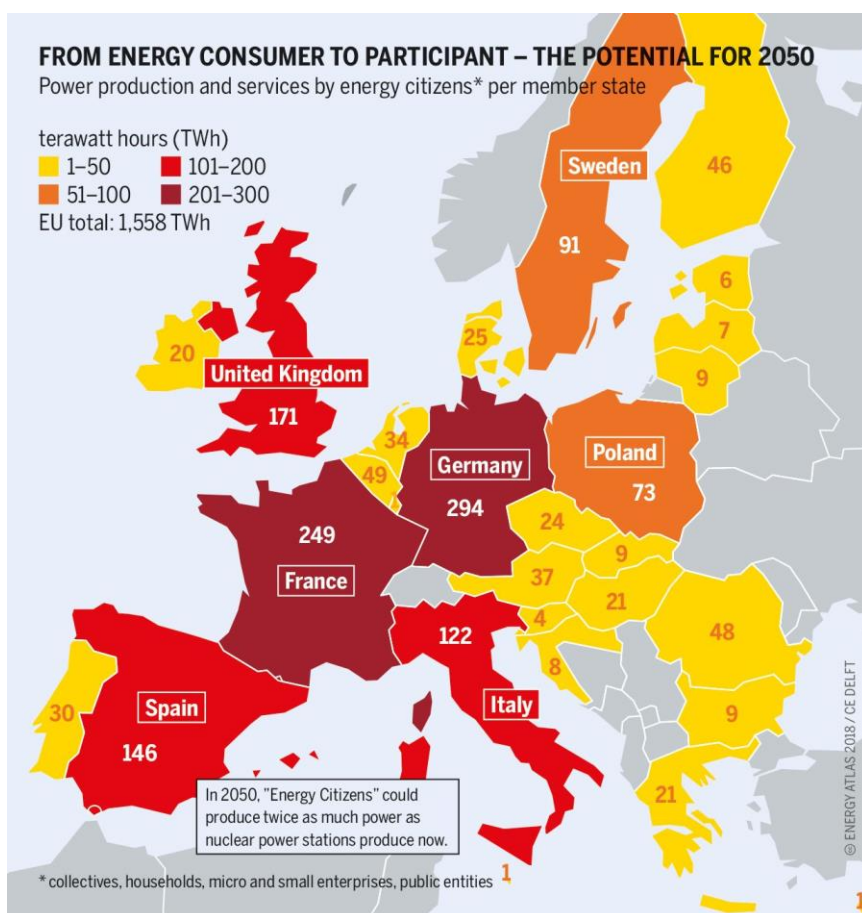 FROM ENERGY CONSUMER TO PARTICIPANT – THE POTENTIAL FOR 2050
Power production and services by energy citizens* per member state
terawatt hours (TWh)
1–50
101–200
51–100
201–300
EU total: 1,558 TWh
Sweden
91
46
6
7
9
25
20
United Kingdom
171
34
49
1
Germany
294
Poland
73
249
France
24
9
37
21
4
8
122
Italy
48
9
21
30
Spain
146
In 2050, "Energy Citizens" could
produce twice as much power as
nuclear power stations produce now.
* collectives, households, micro and small enterprises, public entities
1
1
© ENERGY ATLAS 2018 / CE DELFT